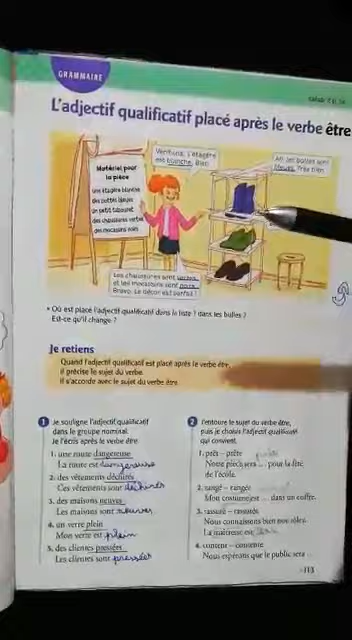 GRAMMAIRE
L'adjectif qualificatif placé après le verbe être
Vérifions. L'étagère
est blanche. Bien.
Ah, les bottes sont
bleues. Très bien.
Matériel pour
la pièce
une étagère blanche
des bottes bleues
un petit tabouret
des chaussures vertes
des mocassins noirs
Les chaussures sont vertes
et les mocassins sont noirs.
Bravo. Le décor est parfait !
• Où est placé l'adjectif qualificatif dans la liste ? dans les bulles ?
Est-ce qu'il change ?
Je retiens
Quand l'adjectif qualificatif est placé après le verbe être,
il précise le sujet du verbe.
Il s'accorde avec le sujet du verbe être.
1 Je souligne l'adjectif qualificatif
dans le groupe nominal.
Je l'écris après le verbe être.
1. une route dangereuse
La route est dangereuse
2. des vêtements déchirés
Ces vêtements sont déchirés
3. des maisons neuves
Les maisons sont neuves
4. un verre plein
Mon verre est plein
5. des clientes pressées
Les clientes sont pressées
2 J'entoure le sujet du verbe être,
puis je choisis l'adjectif qualificatif
qui convient.
1. prêt – prête
Notre pièce sera ... pour la fête
de l'école.
2. rangé – rangée
Mon costume est ... dans un coffre.
3. rassuré – rassurés
Nous connaissons bien nos rôles.
La maîtresse est
4. content – contente
Nous espérons que le public sera ...
113